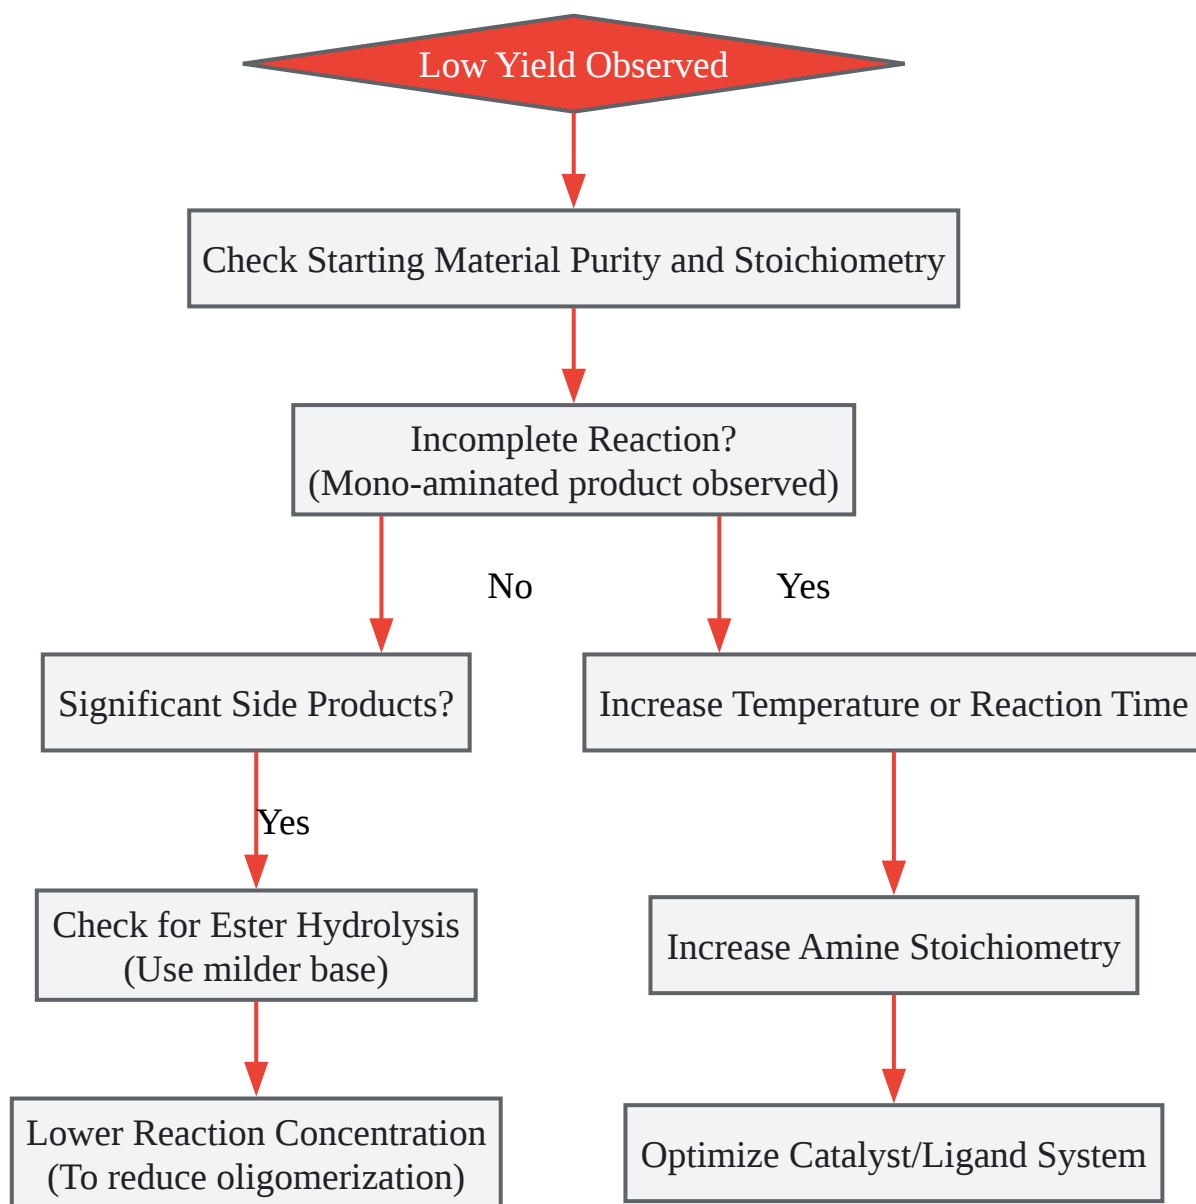 Low Yield Observed
Check Starting Material Purity and Stoichiometry
Incomplete Reaction?
(Mono-aminated product observed)
No
Yes
Significant Side Products?
Increase Temperature or Reaction Time
Yes
Check for Ester Hydrolysis
(Use milder base)
Increase Amine Stoichiometry
Lower Reaction Concentration
(To reduce oligomerization)
Optimize Catalyst/Ligand System